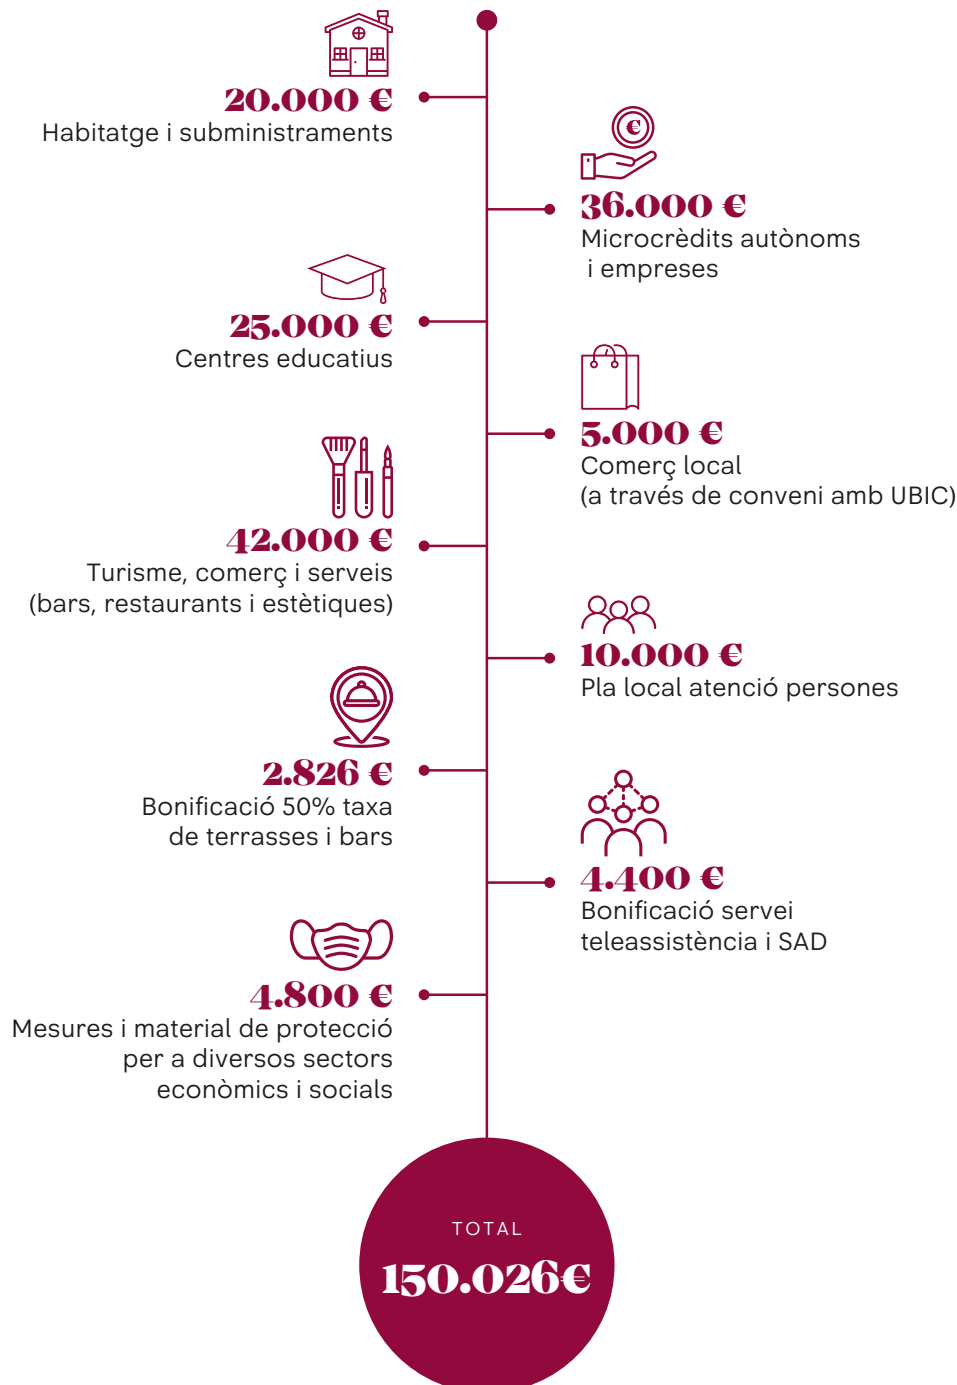 20.000 €
Habitatge i subministraments
€
36.000 €
Microcrèdits autònoms
i empreses
25.000 €
Centres educatius
5.000 €
Comerç local
(a través de conveni amb UBIC)
42.000 €
Turisme, comerç i serveis
(bars, restaurants i estètiques)
10.000 €
Pla local atenció persones
2.826 €
Bonificació 50% taxa
de terrasses i bars
4.400 €
Bonificació servei
teleassistència i SAD
4.800 €
Mesures i material de protecció
per a diversos sectors
econòmics i socials
TOTAL
150.026€